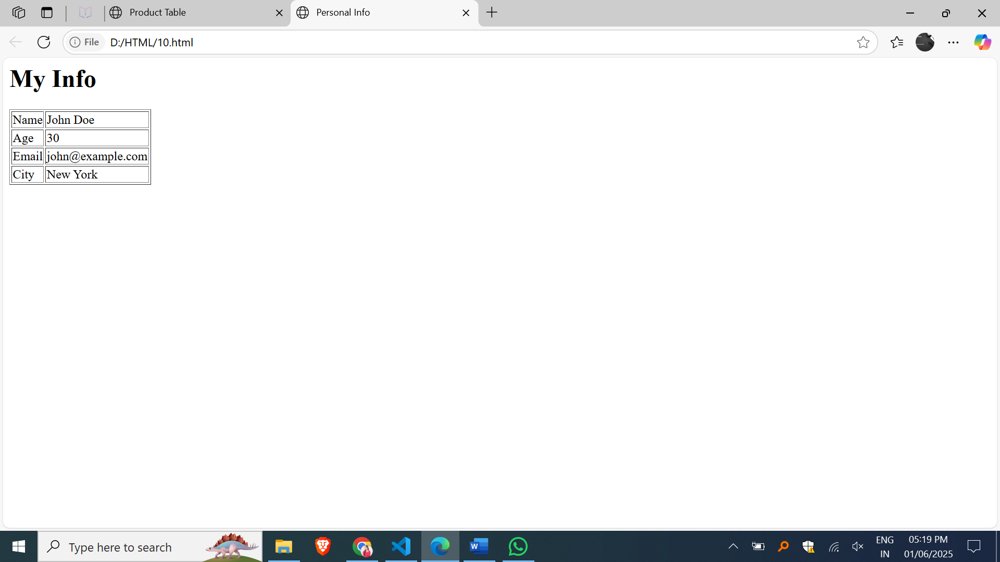 Product Table
Personal Info
File D:/HTML/10.html
My Info
Name John Doe
Age 30
Email john@example.com
City New York
Type here to search
ENG 05:19 PM
IN 01/06/2025